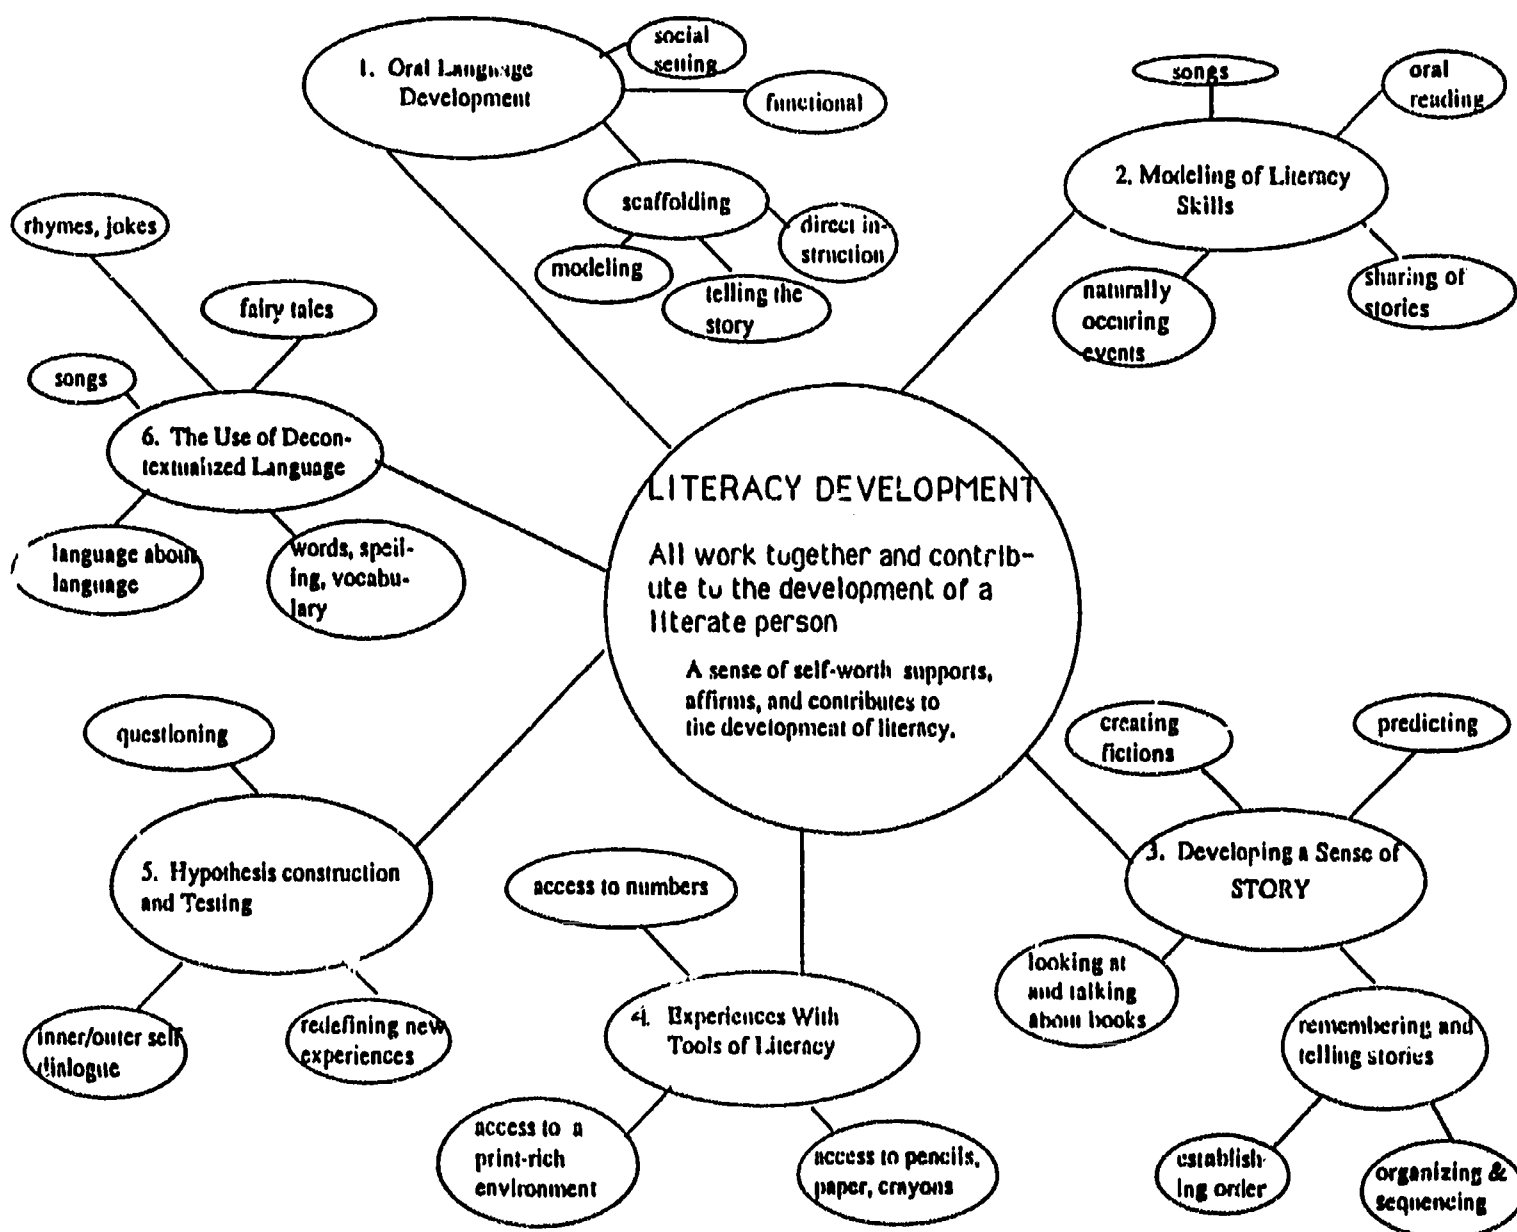 1. Oral Language
Development
social
setting
functional
scaffolding
direct in-
struction
modeling
telling the
story
songs
oral
reading
2. Modeling of Literacy
Skills
naturally
occuring
events
sharing of
stories
rhymes, jokes
fairy tales
songs
6. The Use of Decon-
textualized Language
language about
language
words, spell-
ing, vocabu-
lary
LITERACY DEVELOPMENT
All work together and contrib-
ute to the development of a
literate person
A sense of self-worth supports,
affirms, and contributes to
the development of literacy.
questioning
5. Hypothesis construction
and Testing
inner/outer self
dialogue
redefining new
experiences
access to numbers
4. Experiences With
Tools of Literacy
access to a
print-rich
environment
access to pencils,
paper, crayons
creating
fictions
predicting
3. Developing a Sense of
STORY
looking at
and talking
about books
remembering and
telling stories
establish-
ing order
organizing &
sequencing